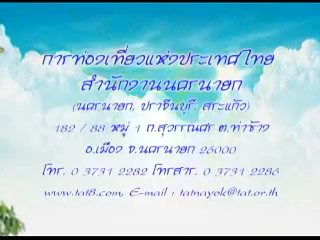 การท่องเที่ยวแห่งประเทศไทย
สำนักงานนครนายก
(นครนายก, ปราจีนบุรี, สระแก้ว)
182 / 88 หมู่ 1 ถ.สุวรรณศร ต.ท่าช้าง
อ.เมือง จ.นครนายก 26000
โทร. 0 3731 2282 โทรสาร. 0 3731 2286
www.tat8.com, E-mail : tatnayok@tat.or.th